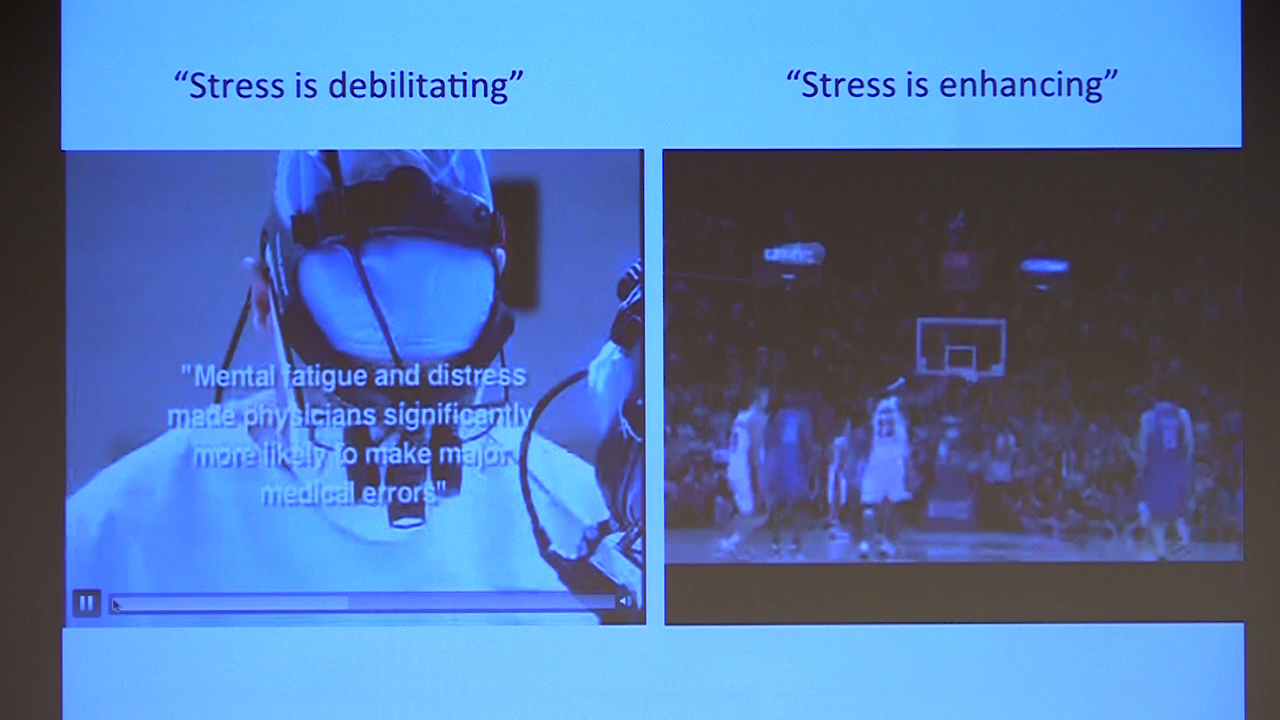 “Stress is debilitating”
“Stress is enhancing”
"Mental fatigue and distress
made physicians significantly
more likely to make major
medical errors"